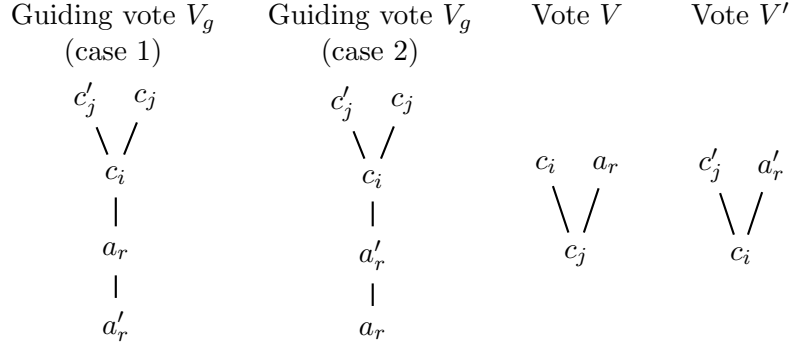 Guiding vote $V_g$ Guiding vote $V_g$ Vote $V$ Vote $V'$
(case 1) (case 2)
$c'_j$ $c_j$ $c'_j$ $c_j$
$c_i$ $a_r$ $c'_j$ $a'_r$
$c_i$ $c_i$
$a_r$ $a'_r$ $c_j$ $c_i$
$a'_r$ $a_r$